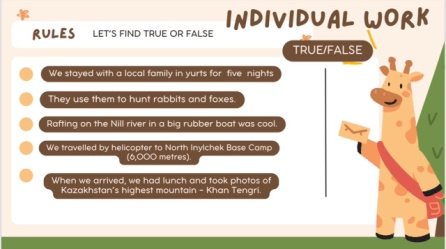 INDIVIDUAL WORK
RULES
LET'S FIND TRUE OR FALSE
TRUE/FALSE
We stayed with a local family in yurts for five nights
They use them to hunt rabbits and foxes.
Rafting on the Nill river in a big rubber boat was cool.
We travelled by helicopter to North Inylchek Base Camp
(6,000 metres).
When we arrived, we had lunch and took photos of
Kazakhstan's highest mountain – Khan Tengri.